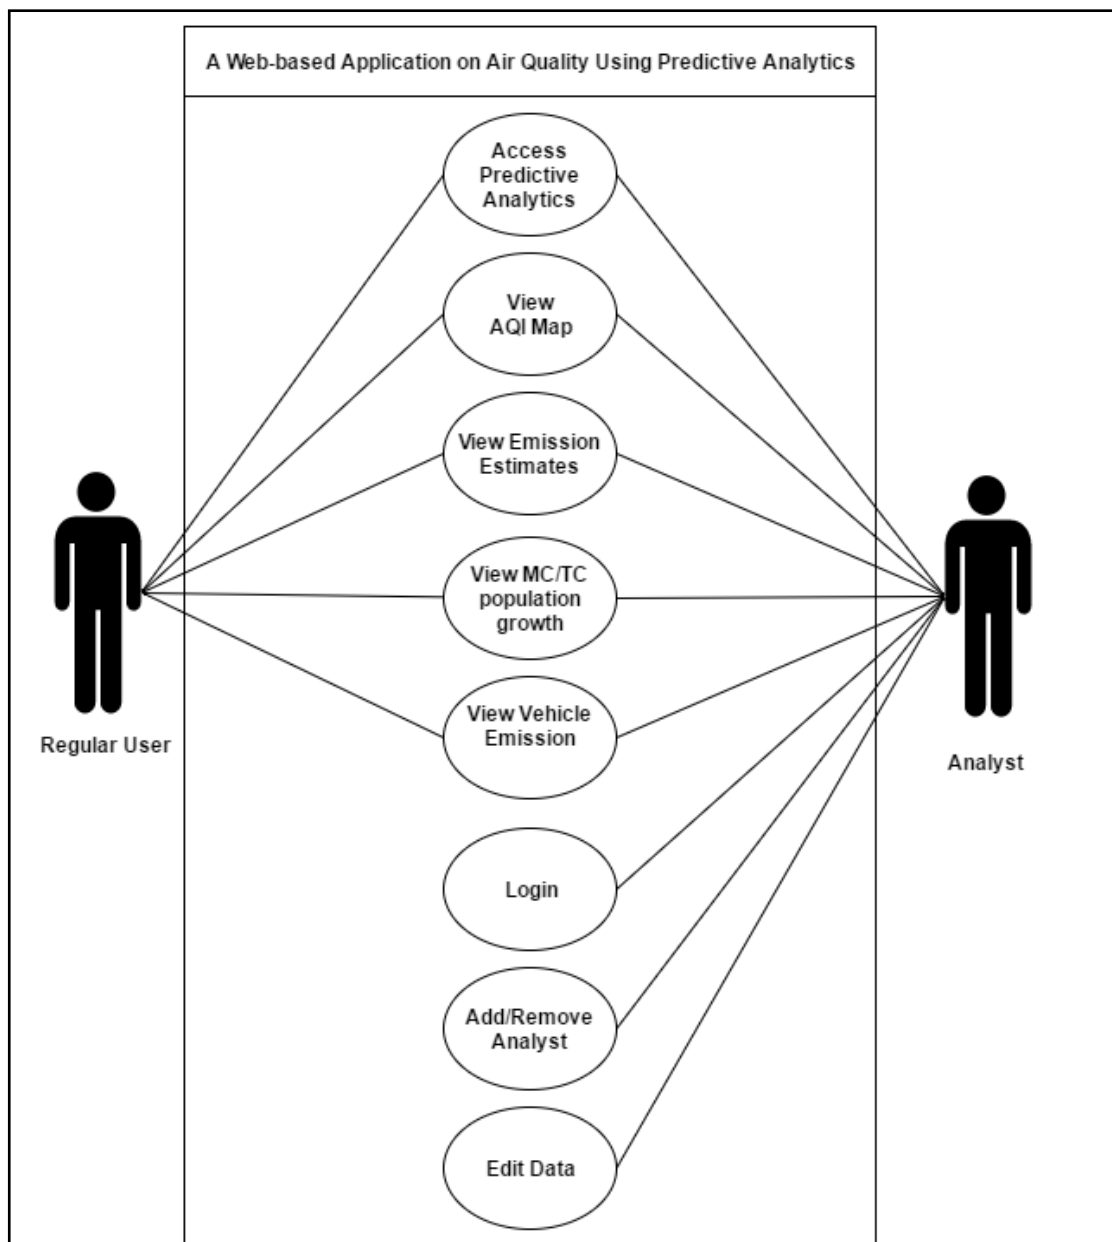 A Web-based Application on Air Quality Using Predictive Analytics
Access
Predictive
Analytics
View
AQI Map
View Emission
Estimates
View MC/TC
population
growth
View Vehicle
Emission
Regular User
Analyst
Login
Add/Remove
Analyst
Edit Data